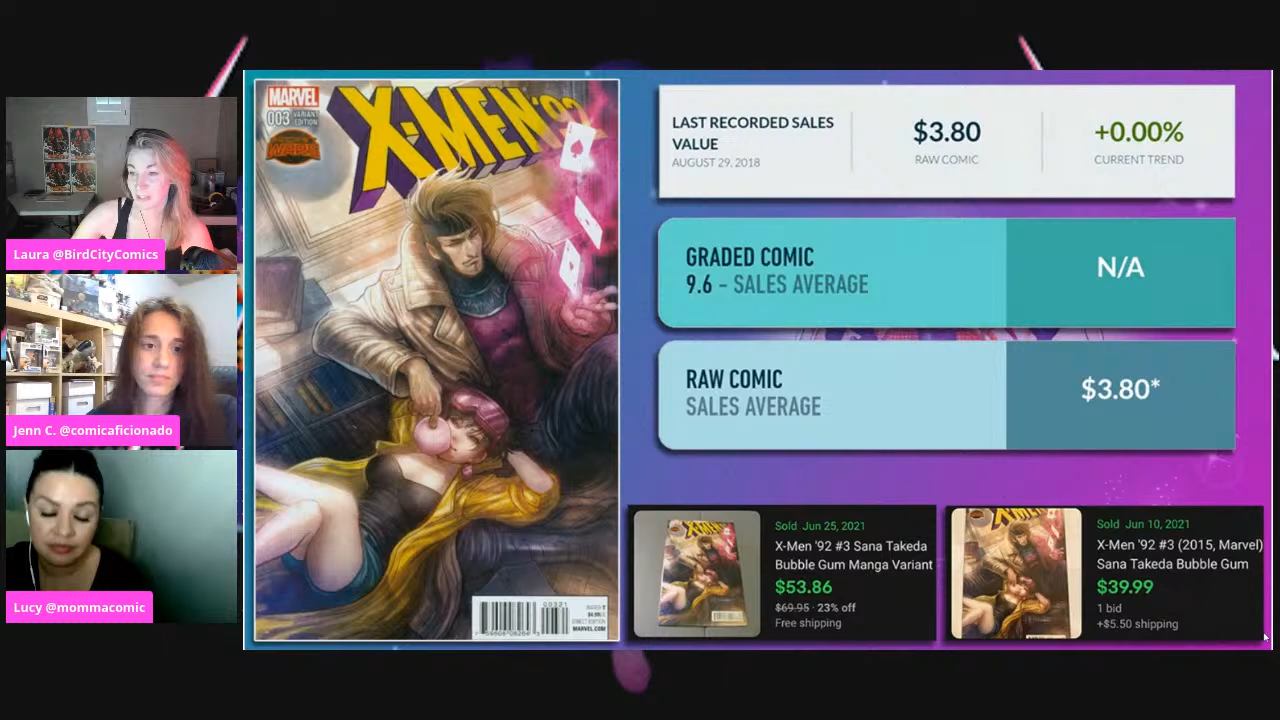 Laura @BirdCityComics
Jenn C. @comicaficionado
Lucy @mommacomic
MARVEL
003 VARIANT EDITION
X-MEN '92
00321
MARVEL.COM
LAST RECORDED SALES
VALUE
AUGUST 29, 2018
$3.80
RAW COMIC
+0.00%
CURRENT TREND
GRADED COMIC
9.6 – SALES AVERAGE
N/A
RAW COMIC
SALES AVERAGE
$3.80*
Sold Jun 25, 2021
X-Men '92 #3 Sana Takeda
Bubble Gum Manga Variant
$53.86
$69.95 · 23% off
Free shipping
Sold Jun 10, 2021
X-Men '92 #3 (2015, Marvel)
Sana Takeda Bubble Gum
$39.99
1 bid
+$5.50 shipping